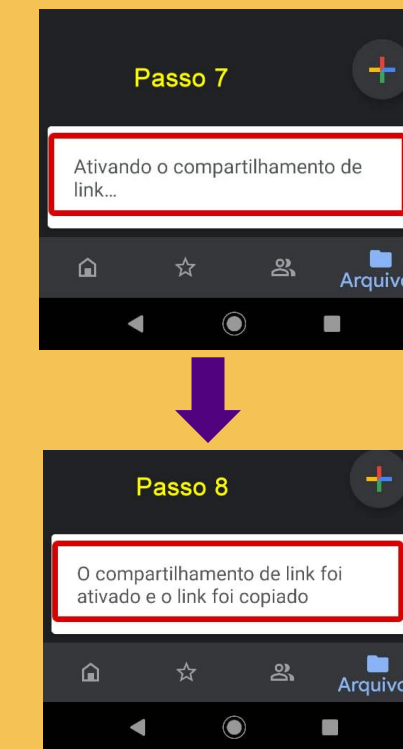 Passo 7
Ativando o compartilhamento de
link...
Arquivo
Passo 8
O compartilhamento de link foi
ativado e o link foi copiado
Arquivo